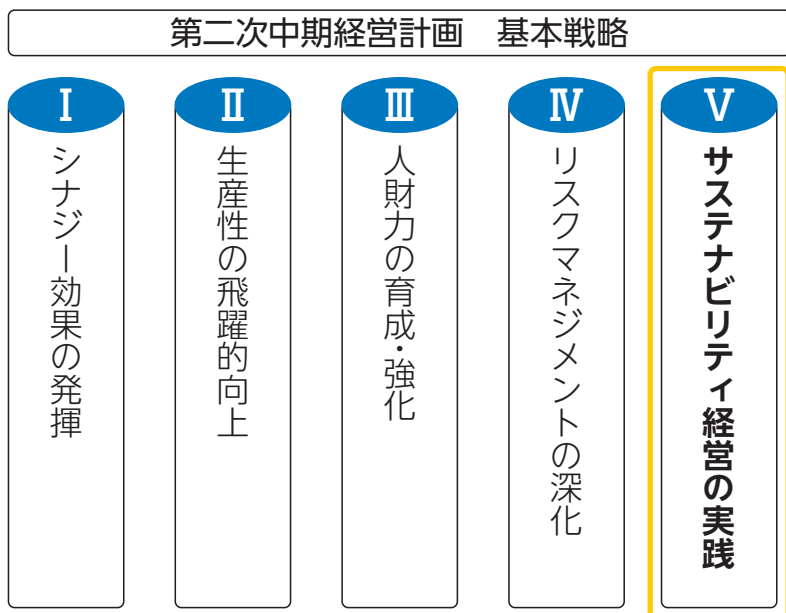 第二次中期経営計画　基本戦略
Ⅰ
シナジー効果の発揮
Ⅱ
生産性の飛躍的向上
Ⅲ
人財力の育成・強化
Ⅳ
リスクマネジメントの深化
Ⅴ
サステナビリティ経営の実践